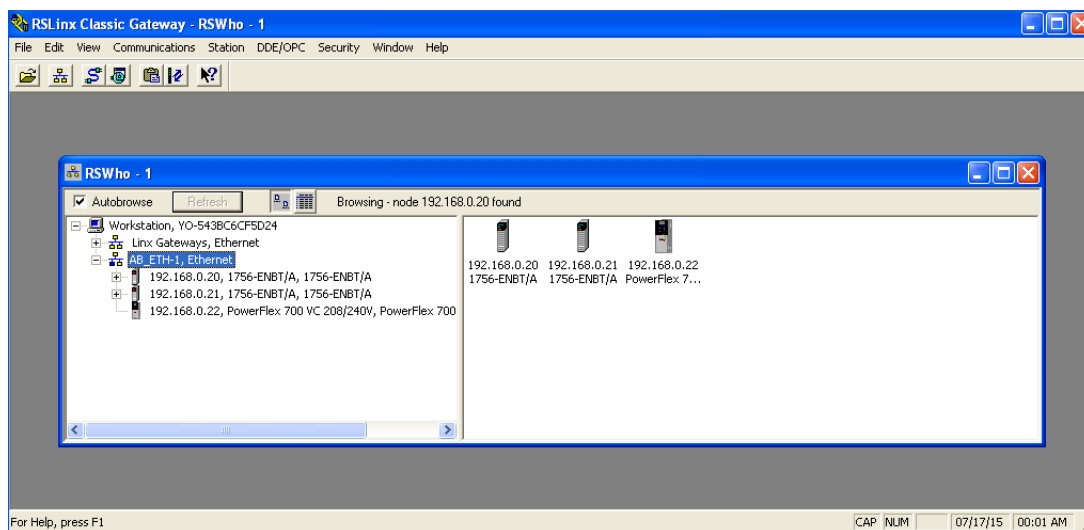 RSLinx Classic Gateway - RSWho - 1
File Edit View Communications Station DDE/OPC Security Window Help
RSWho - 1
Autobrowse Refresh Browsing - node 192.168.0.20 found
Workstation, YO-543BC6CF5D24
Linx Gateways, Ethernet
AB_ETH-1, Ethernet
192.168.0.20, 1756-ENBT/A, 1756-ENBT/A
192.168.0.21, 1756-ENBT/A, 1756-ENBT/A
192.168.0.22, PowerFlex 700 VC 208/240V, PowerFlex 700
192.168.0.20 192.168.0.21 192.168.0.22
1756-ENBT/A 1756-ENBT/A PowerFlex 7...
For Help, press F1 CAP NUM 07/17/15 00:01 AM